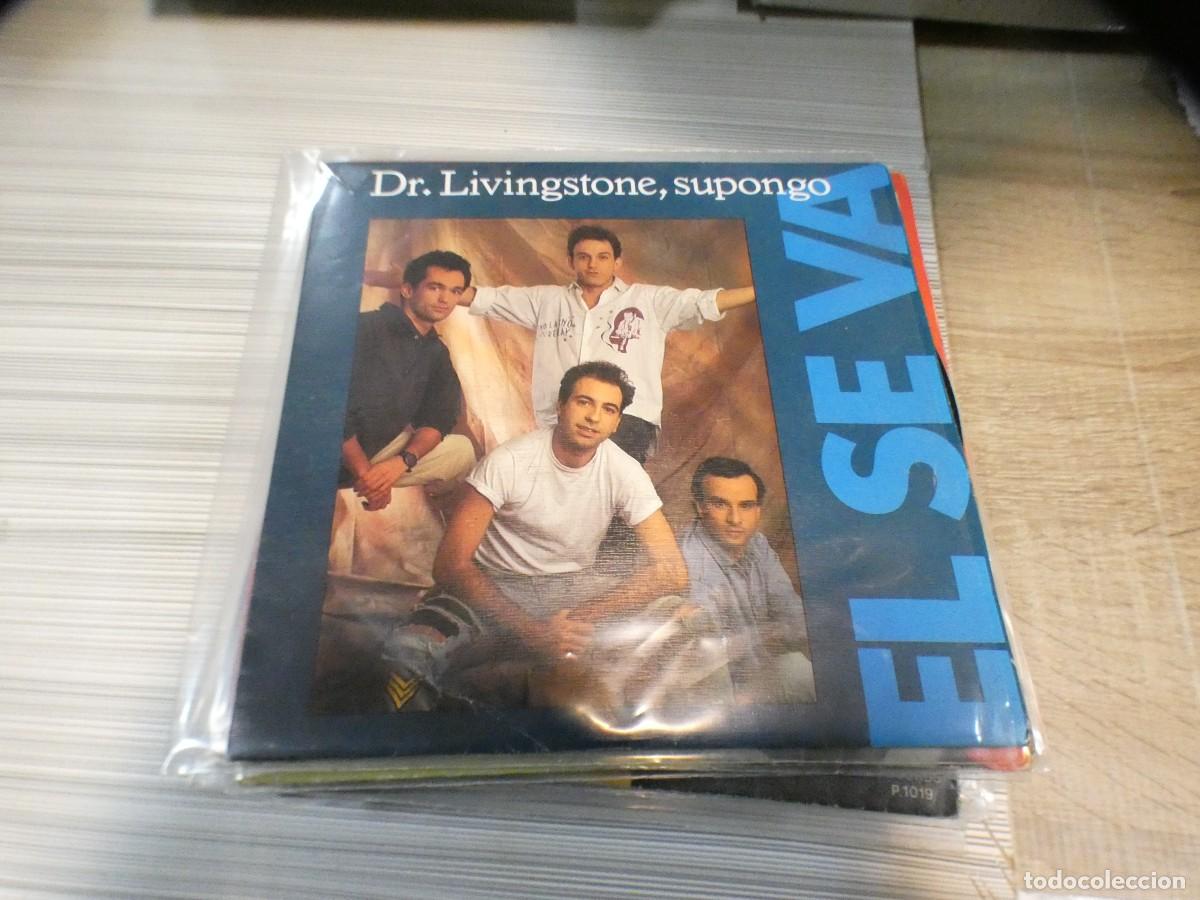 Dr. Livingstone, supongo
EL SE VA
P.1019
todocoleccion